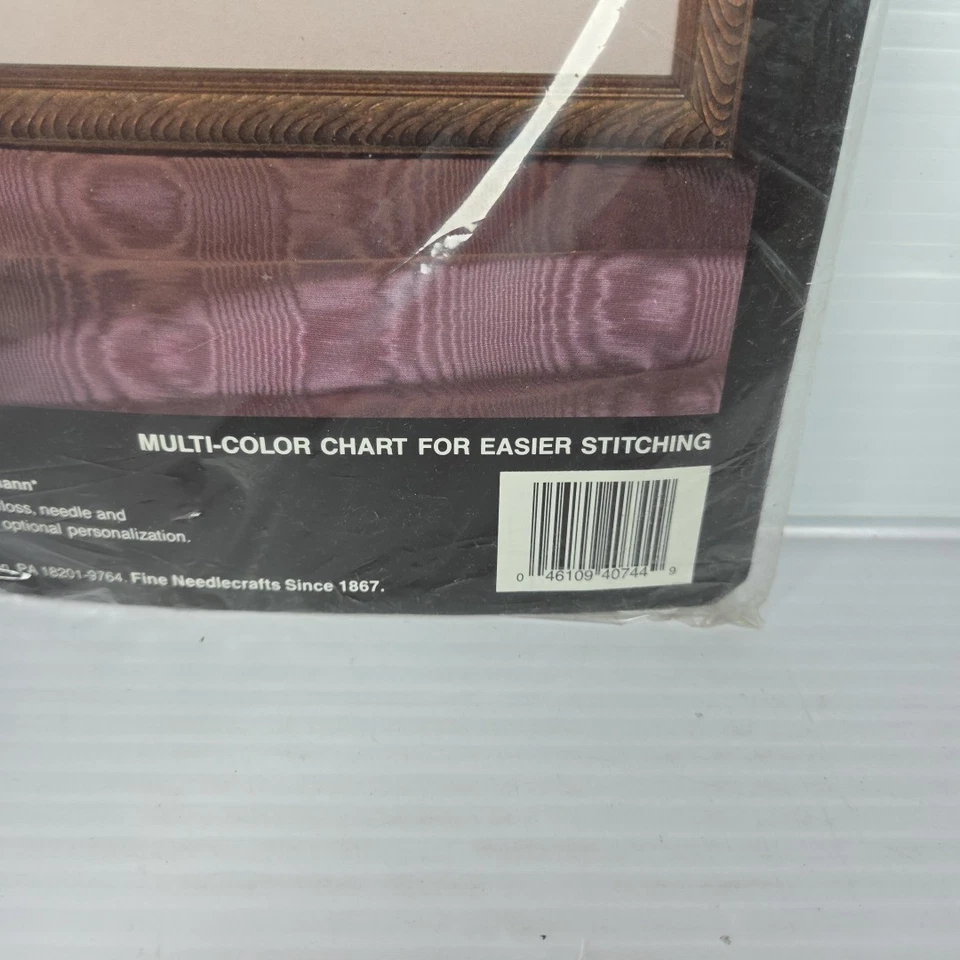 MULTI-COLOR CHART FOR EASIER STITCHING
needle and
optional personalization.
PA 18201-9764. Fine Needlecrafts Since 1867.
0 46109 40744 9